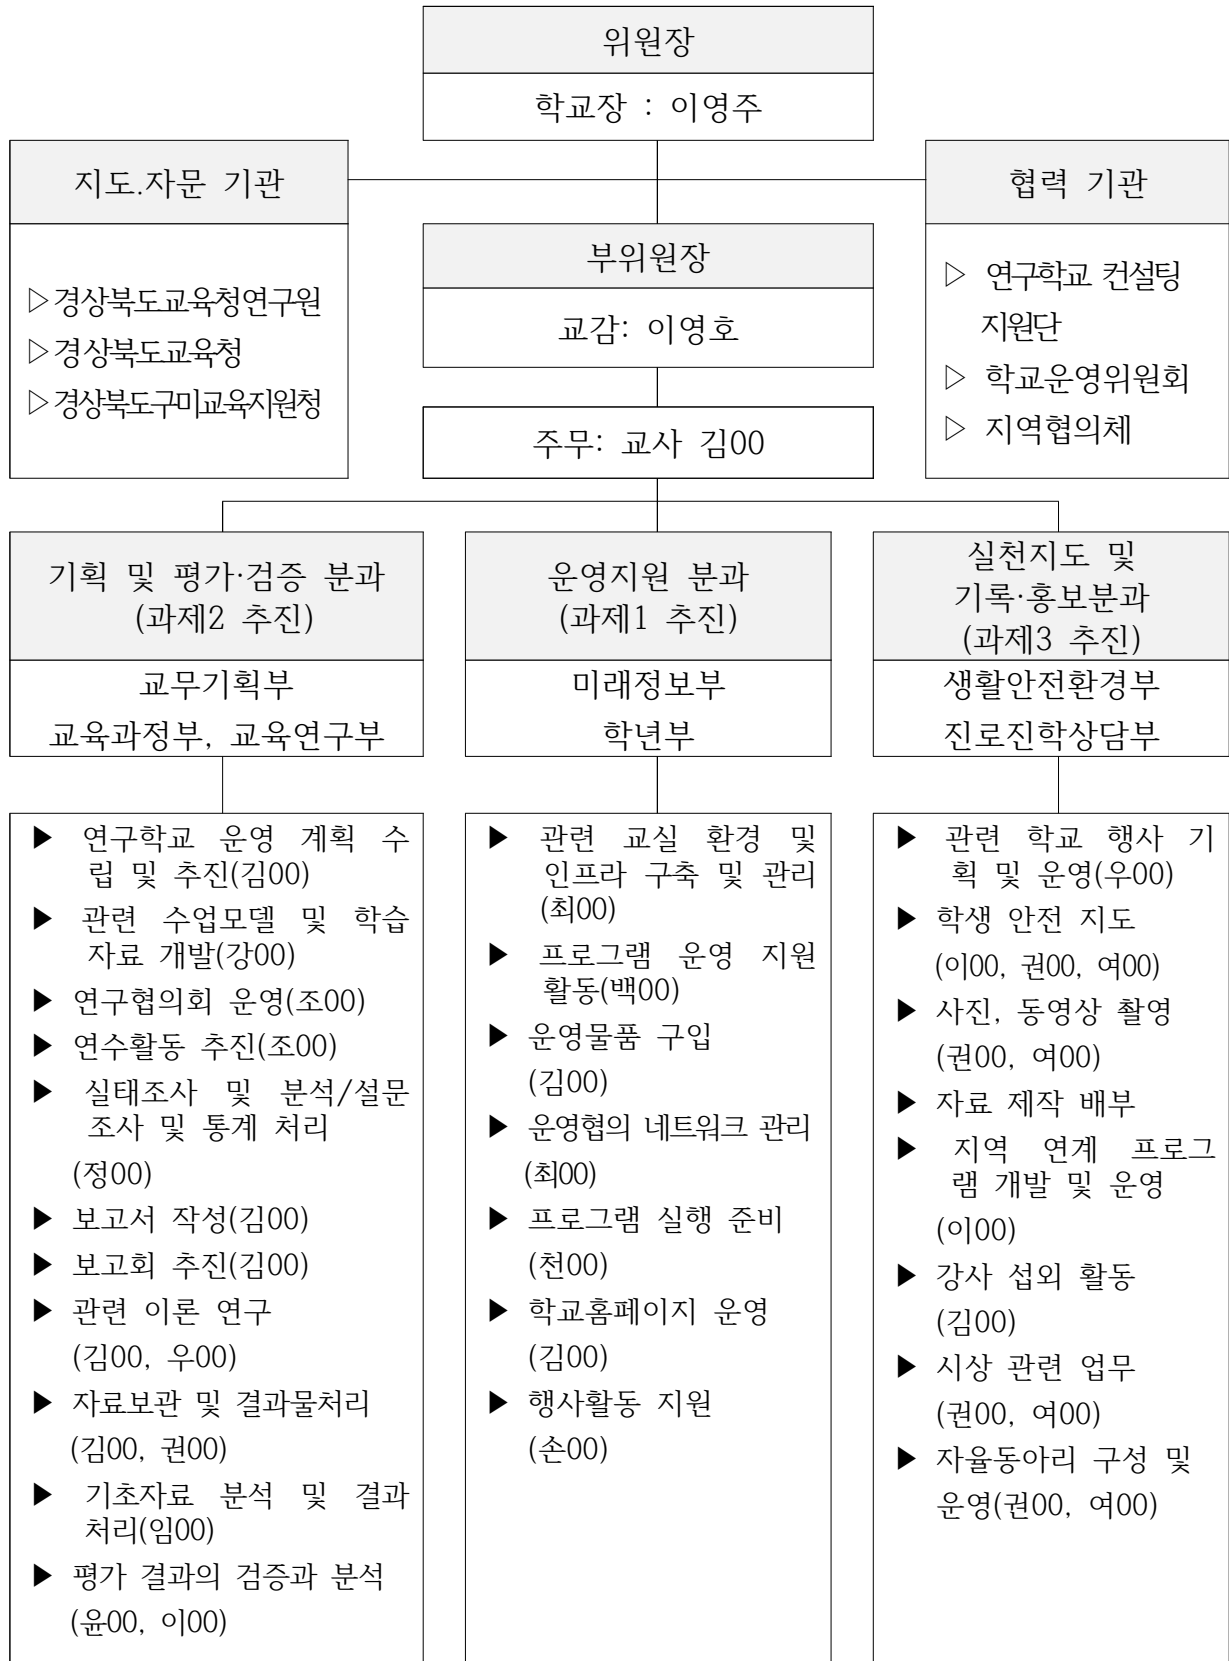 위원장
학교장 : 이영주
지도.자문 기관
▷경상북도교육청연구원
▷경상북도교육청
▷경상북도구미교육지원청
협력 기관
▷ 연구학교 컨설팅
지원단
▷ 학교운영위원회
▷ 지역협의체
부위원장
교감: 이영호
주무: 교사 김00
기획 및 평가·검증 분과
(과제2 추진)
교무기획부
교육과정부, 교육연구부
▶ 연구학교 운영 계획 수
립 및 추진(김00)
▶ 관련 수업모델 및 학습
자료 개발(강00)
▶ 연구협의회 운영(조00)
▶ 연수활동 추진(조00)
▶ 실태조사 및 분석/설문
조사 및 통계 처리
(정00)
▶ 보고서 작성(김00)
▶ 보고회 추진(김00)
▶ 관련 이론 연구
(김00, 우00)
▶ 자료보관 및 결과물처리
(김00, 권00)
▶ 기초자료 분석 및 결과
처리(임00)
▶ 평가 결과의 검증과 분석
(윤00, 이00)
운영지원 분과
(과제1 추진)
미래정보부
학년부
▶ 관련 교실 환경 및
인프라 구축 및 관리
(최00)
▶ 프로그램 운영 지원
활동(백00)
▶ 운영물품 구입
(김00)
▶ 운영협의 네트워크 관리
(최00)
▶ 프로그램 실행 준비
(천00)
▶ 학교홈페이지 운영
(김00)
▶ 행사활동 지원
(손00)
실천지도 및
기록·홍보분과
(과제3 추진)
생활안전환경부
진로진학상담부
▶ 관련 학교 행사 기
획 및 운영(우00)
▶ 학생 안전 지도
(이00, 권00, 여00)
▶ 사진, 동영상 촬영
(권00, 여00)
▶ 자료 제작 배부
▶ 지역 연계 프로그
램 개발 및 운영
(이00)
▶ 강사 섭외 활동
(김00)
▶ 시상 관련 업무
(권00, 여00)
▶ 자율동아리 구성 및
운영(권00, 여00)